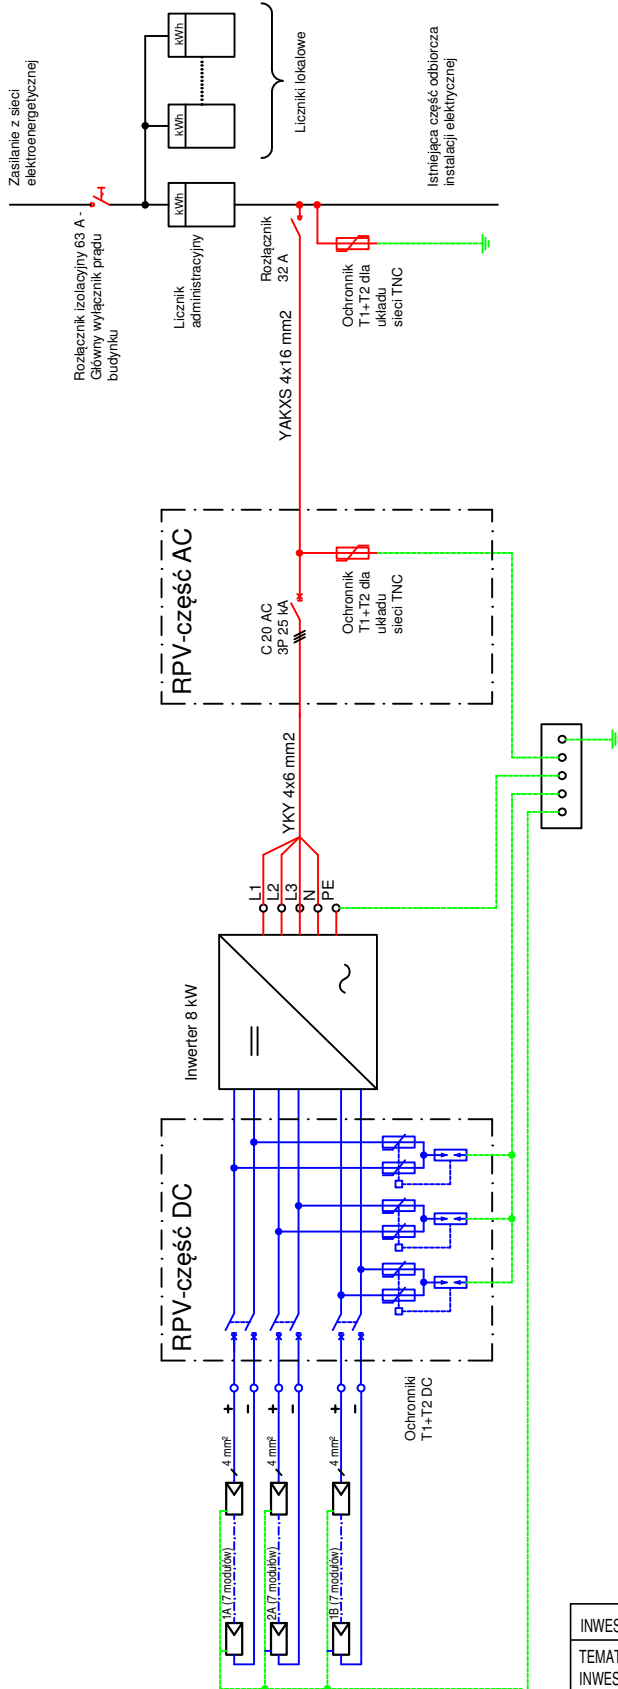 Zasilanie z sieci
elektroenergetycznej
Rozłącznik izolacyjny 63 A -
Główny wyłącznik prądu
budynku
kWh
kWh
kWh
Liczniki lokalowe
Licznik
administracyjny
Istniejąca część odbiorcza
instalacji elektrycznej
Rozłącznik
32 A
Ochronnik
T1+T2 dla
układu
sieci TNC
YAKXS 4x16 mm2
RPV-część AC
C 20 AC
3P 25 kA
Ochronnik
T1+T2 dla
układu
sieci TNC
YKY 4x6 mm2
L1
L2
L3
N
PE
Inwerter 8 kW
RPV-część DC
Ochronniki
T1+T2 DC
+
-
+
-
+
-
4 mm²
4 mm²
4 mm²
1A (7 modułów)
2A (7 modułów)
1B (7 modułów)
INWES
TEMAT
INWES